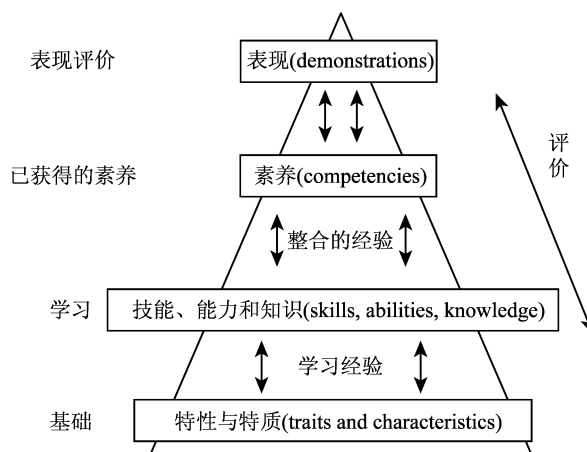 表现评价
表现(demonstrations)
评价
已获得的素养
素养(competencies)
整合的经验
学习
技能、能力和知识(skills, abilities, knowledge)
学习经验
基础
特性与特质(traits and characteristics)